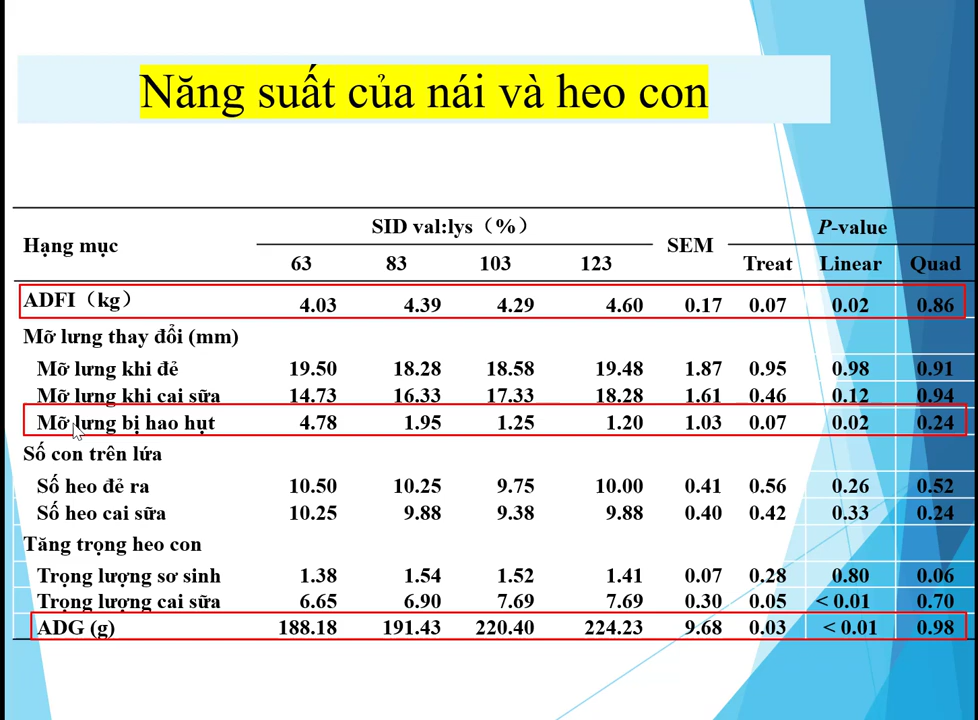 Năng suất của nái và heo con
SID val:lys（%） P-value
Hạng mục SEM
63 83 103 123 Treat Linear Quad
ADFI（kg） 4.03 4.39 4.29 4.60 0.17 0.07 0.02 0.86
Mỡ lưng thay đổi (mm)
Mỡ lưng khi đẻ 19.50 18.28 18.58 19.48 1.87 0.95 0.98 0.91
Mỡ lưng khi cai sữa 14.73 16.33 17.33 18.28 1.61 0.46 0.12 0.94
Mỡ lưng bị hao hụt 4.78 1.95 1.25 1.20 1.03 0.07 0.02 0.24
Số con trên lứa
Số heo đẻ ra 10.50 10.25 9.75 10.00 0.41 0.56 0.26 0.52
Số heo cai sữa 10.25 9.88 9.38 9.88 0.40 0.42 0.33 0.24
Tăng trọng heo con
Trọng lượng sơ sinh 1.38 1.54 1.52 1.41 0.07 0.28 0.80 0.06
Trọng lượng cai sữa 6.65 6.90 7.69 7.69 0.30 0.05 < 0.01 0.70
ADG (g) 188.18 191.43 220.40 224.23 9.68 0.03 < 0.01 0.98